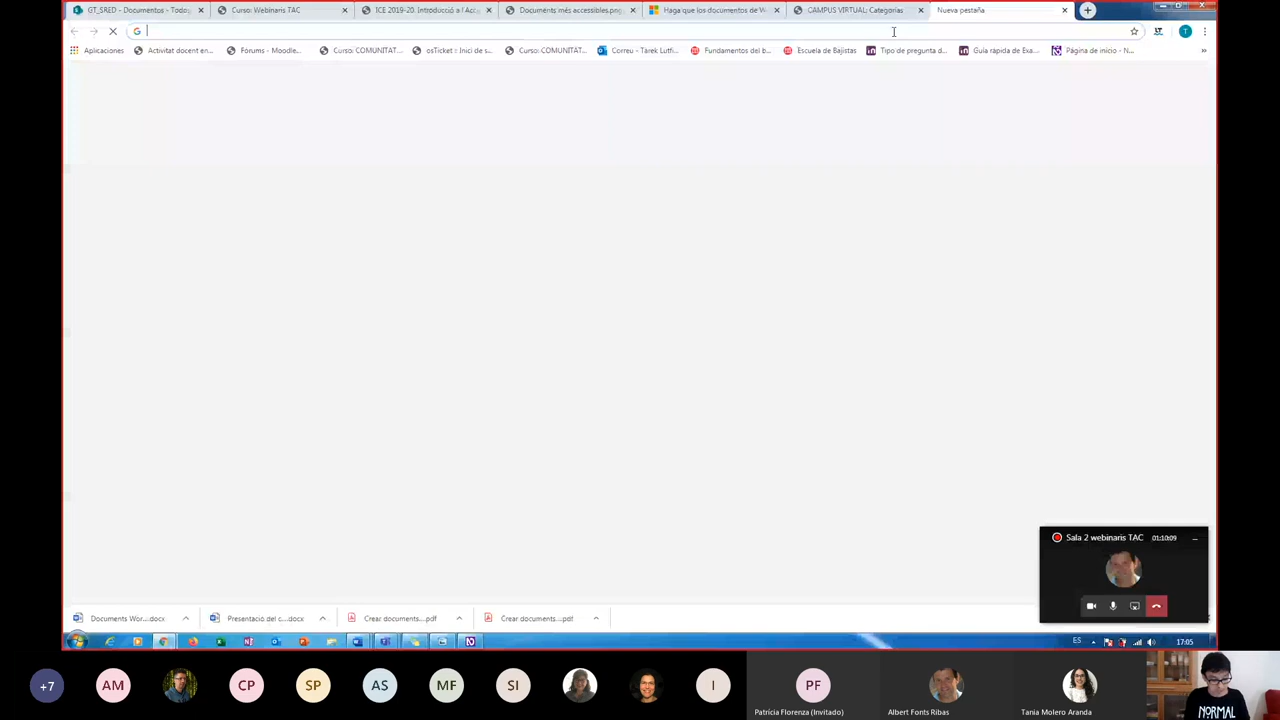 GT_SRED - Documentos - Todo
Curso: Webinaris TAC
ICE 2019-20. Introducció a l'Acc
Documents més accessibles.png
Haga que los documentos de W
CAMPUS VIRTUAL: Categorías
Nueva pestaña
Aplicaciones
Activitat docent en...
Fòrums - Moodle...
Curso: COMUNITAT...
osTicket :: Inici de s...
Curso: COMUNITAT...
Correu - Tarek Lutfi...
Fundamentos del b...
Escuela de Bajistas
Tipo de pregunta d...
Guía rápida de Exa...
Página de inicio - N...
»
Sala 2 webinaris TAC 01:10:09
Documents Wor....docx
Presentació del c....docx
Crear documents....pdf
Crear documents....pdf
ES
17:05
+7
AM
CP
SP
AS
MF
SI
I
PF
Patrícia Florenza (Invitado)
Albert Fonts Ribas
Tania Molero Aranda
NORMAL